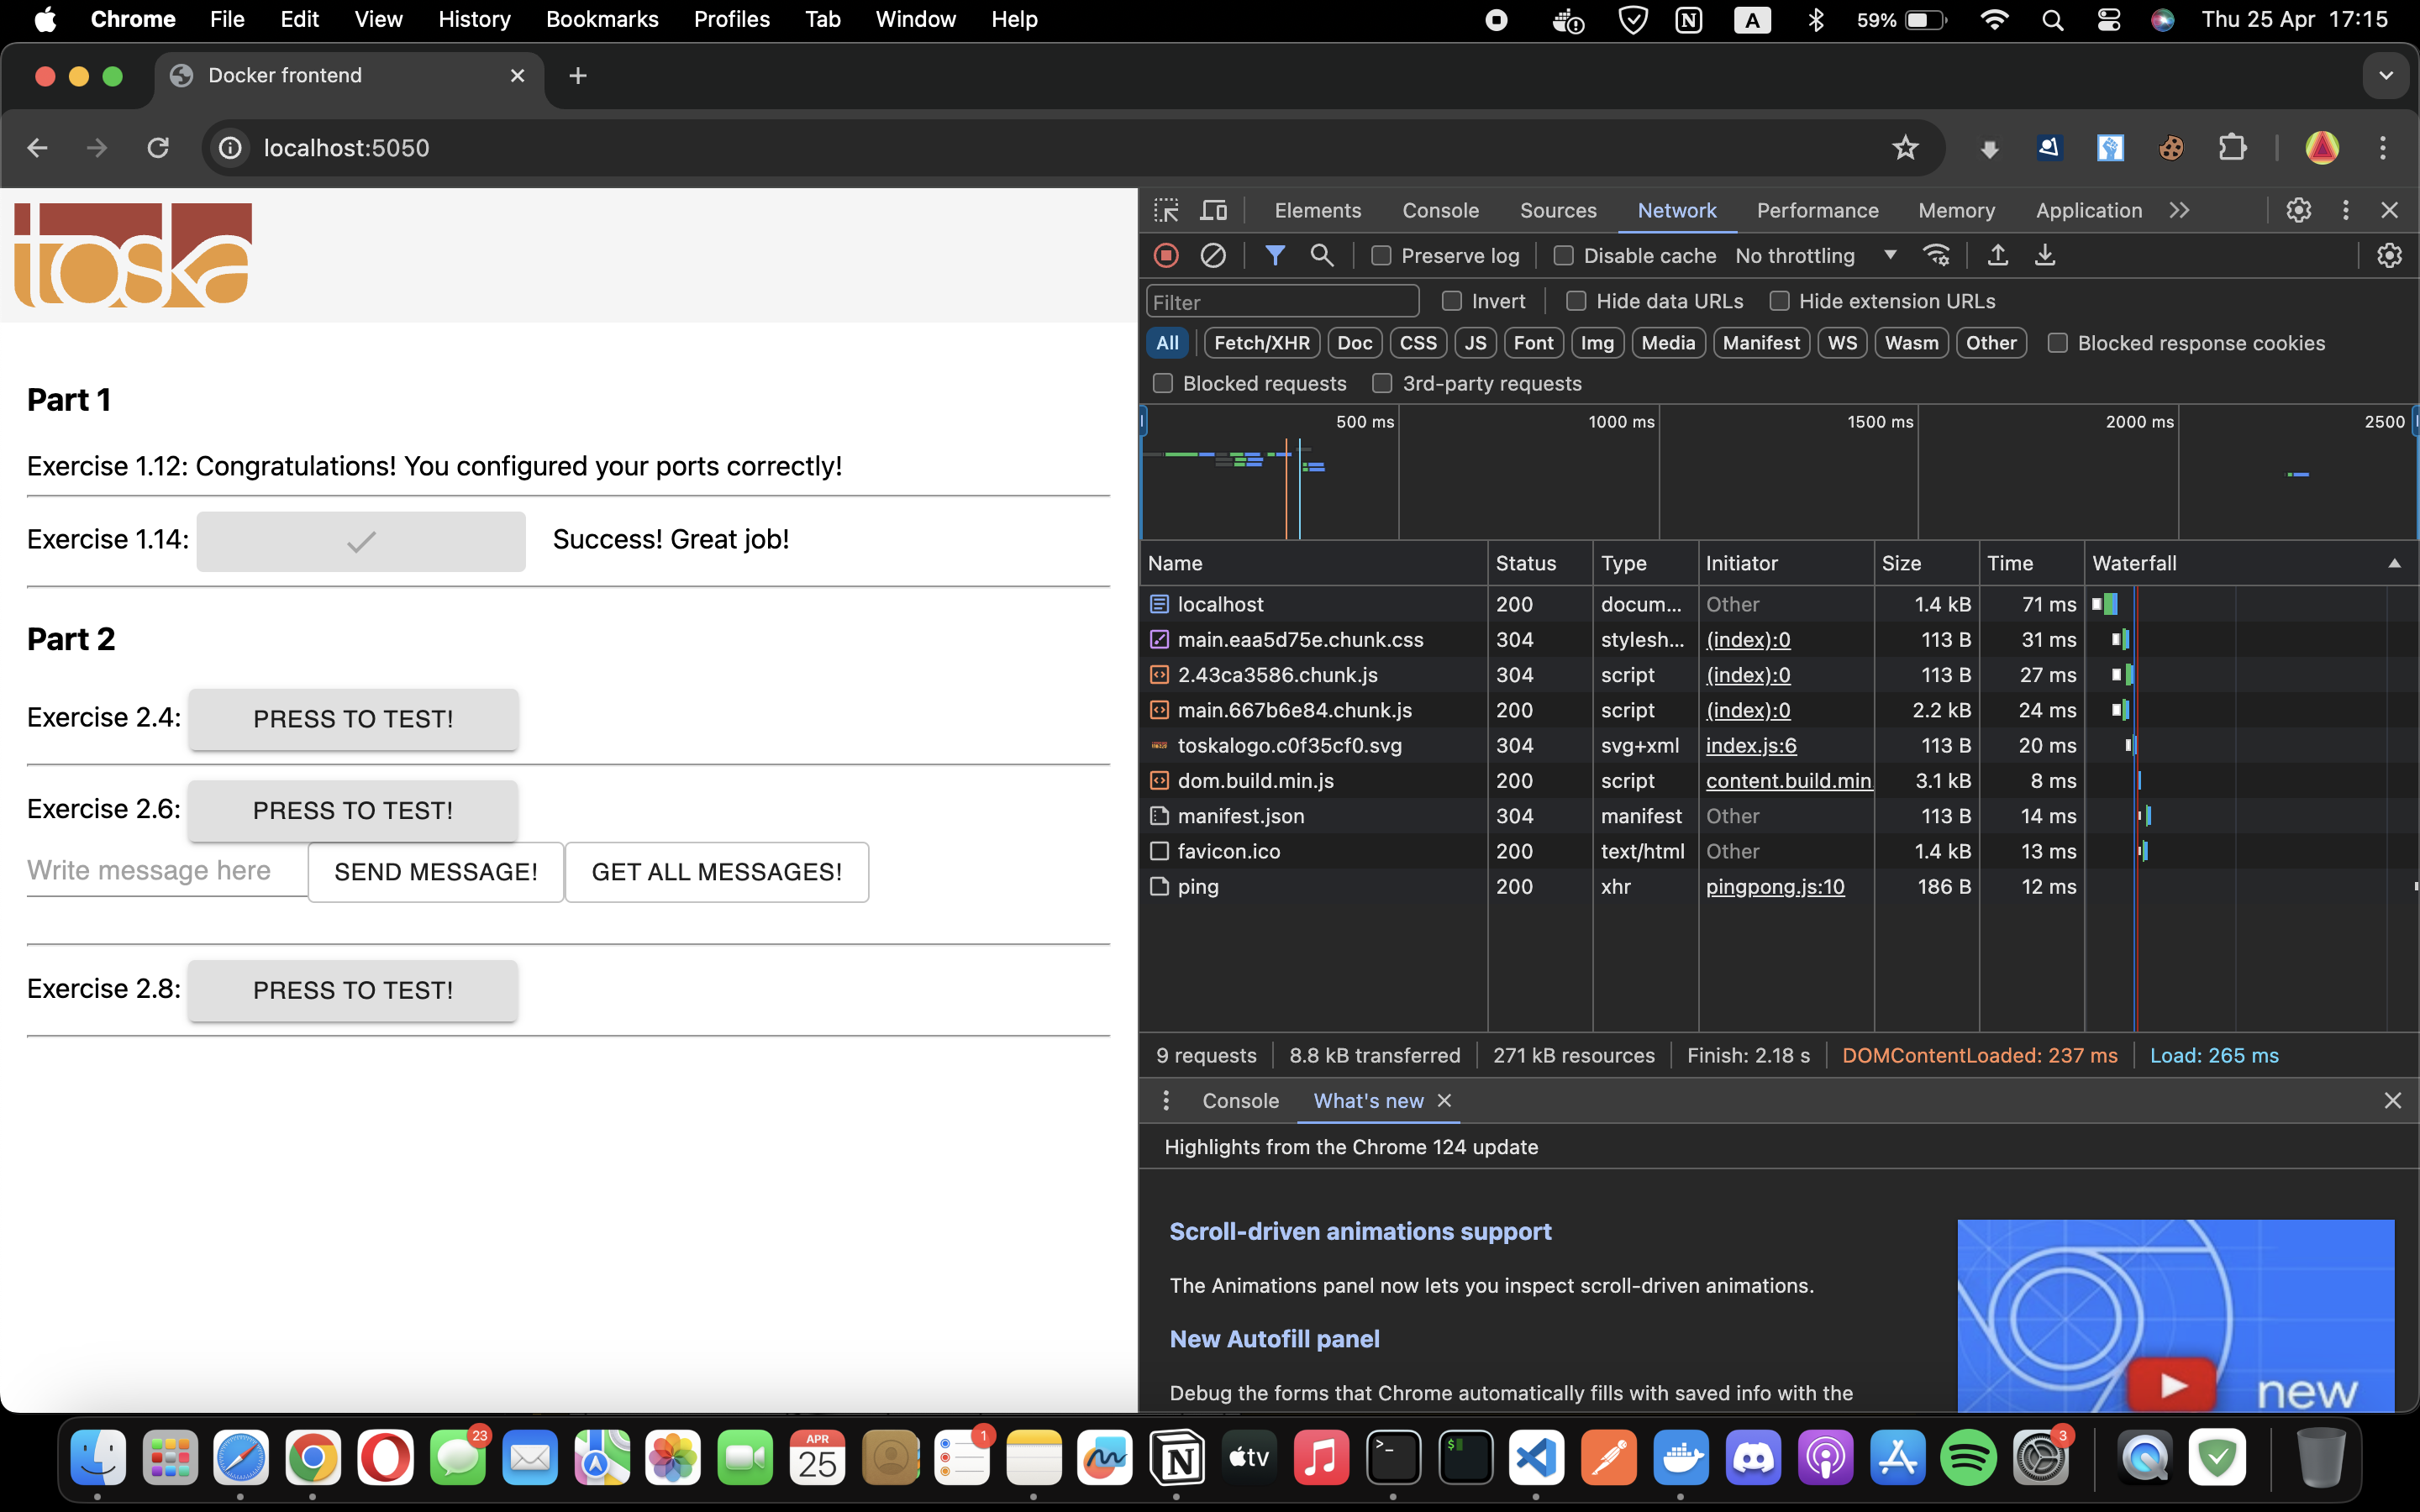 Chrome File Edit View History Bookmarks Profiles Tab Window Help A 59% Thu 25 Apr 17:15
Docker frontend
localhost:5050
toska
Part 1
Exercise 1.12: Congratulations! You configured your ports correctly!
Exercise 1.14: Success! Great job!
Part 2
Exercise 2.4: PRESS TO TEST!
Exercise 2.6: PRESS TO TEST!
Write message here SEND MESSAGE! GET ALL MESSAGES!
Exercise 2.8: PRESS TO TEST!
Elements Console Sources Network Performance Memory Application
Preserve log Disable cache No throttling
Filter Invert Hide data URLs Hide extension URLs
All Fetch/XHR Doc CSS JS Font Img Media Manifest WS Wasm Other Blocked response cookies
Blocked requests 3rd-party requests
500 ms 1000 ms 1500 ms 2000 ms 2500
Name Status Type Initiator Size Time Waterfall
localhost 200 docum... Other 1.4 kB 71 ms
main.eaa5d75e.chunk.css 304 stylesh... (index):0 113 B 31 ms
2.43ca3586.chunk.js 304 script (index):0 113 B 27 ms
main.667b6e84.chunk.js 200 script (index):0 2.2 kB 24 ms
toskalogo.c0f35cf0.svg 304 svg+xml index.js:6 113 B 20 ms
dom.build.min.js 200 script content.build.min. 3.1 kB 8 ms
manifest.json 304 manifest Other 113 B 14 ms
favicon.ico 200 text/html Other 1.4 kB 13 ms
ping 200 xhr pingpong.js:10 186 B 12 ms
9 requests 8.8 kB transferred 271 kB resources Finish: 2.18 s DOMContentLoaded: 237 ms Load: 265 ms
Console What's new
Highlights from the Chrome 124 update
Scroll-driven animations support
The Animations panel now lets you inspect scroll-driven animations.
New Autofill panel
Debug the forms that Chrome automatically fills with saved info with the
new
23 APR 25 1 tv 3